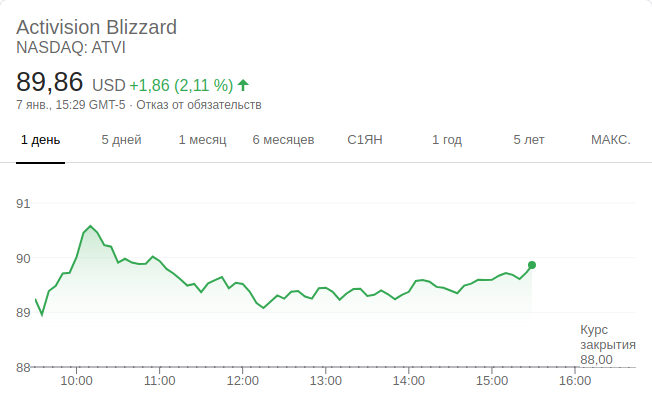 Activision Blizzard
NASDAQ: ATVI
89,86 USD +1,86 (2,11 %)
7 янв., 15:29 GMT-5 · Отказ от обязательств
1 день 5 дней 1 месяц 6 месяцев С1ЯН 1 год 5 лет МАКС.
91
90
89
88
Курс
закрытия
88,00
10:00 11:00 12:00 13:00 14:00 15:00 16:00